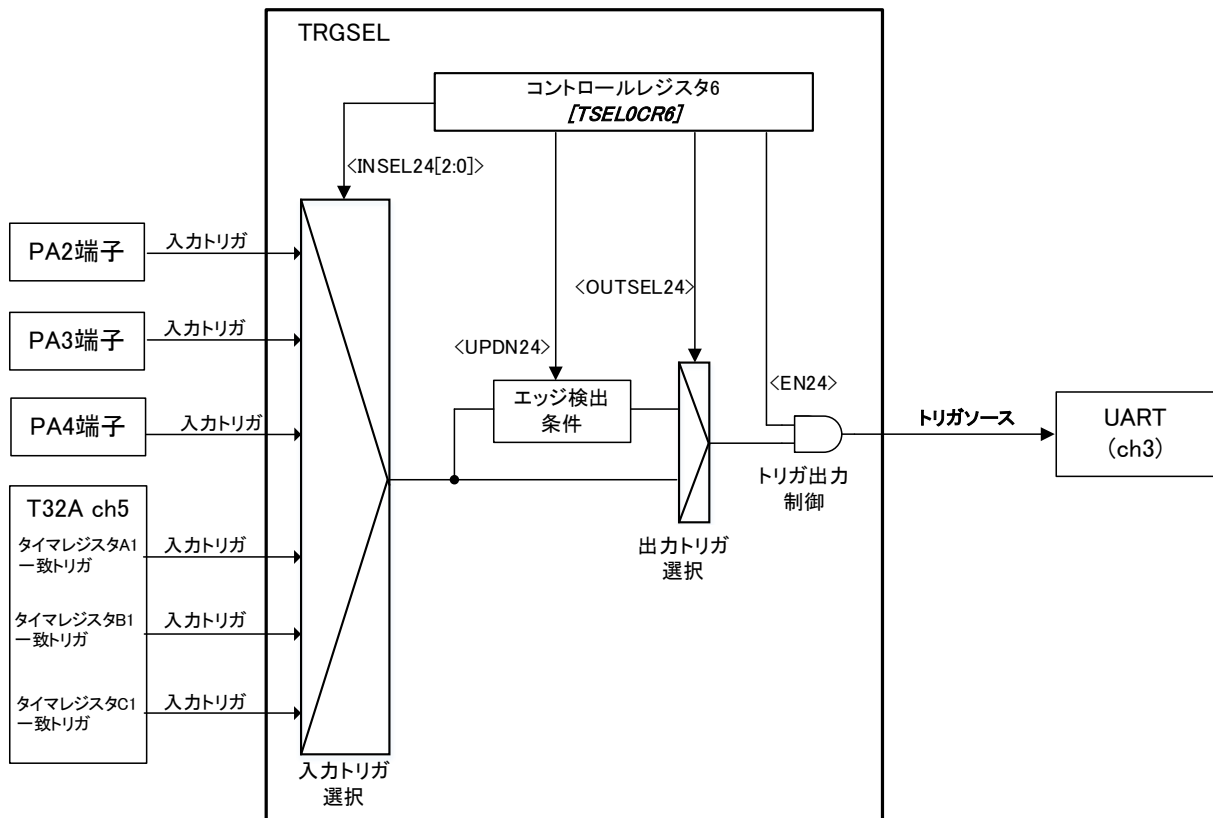 TRGSEL
コントロールレジスタ6
[TSEL0CR6]
<INSEL24[2:0]>
PA2端子
入力トリガ
<OUTSEL24>
PA3端子
入力トリガ
<UPDN24>
<EN24>
エッジ検出
条件
PA4端子
入力トリガ
トリガソース
UART
(ch3)
トリガ出力
制御
T32A ch5
タイマレジスタA1
一致トリガ
入力トリガ
出力トリガ
選択
タイマレジスタB1
一致トリガ
入力トリガ
タイマレジスタC1
一致トリガ
入力トリガ
入力トリガ
選択